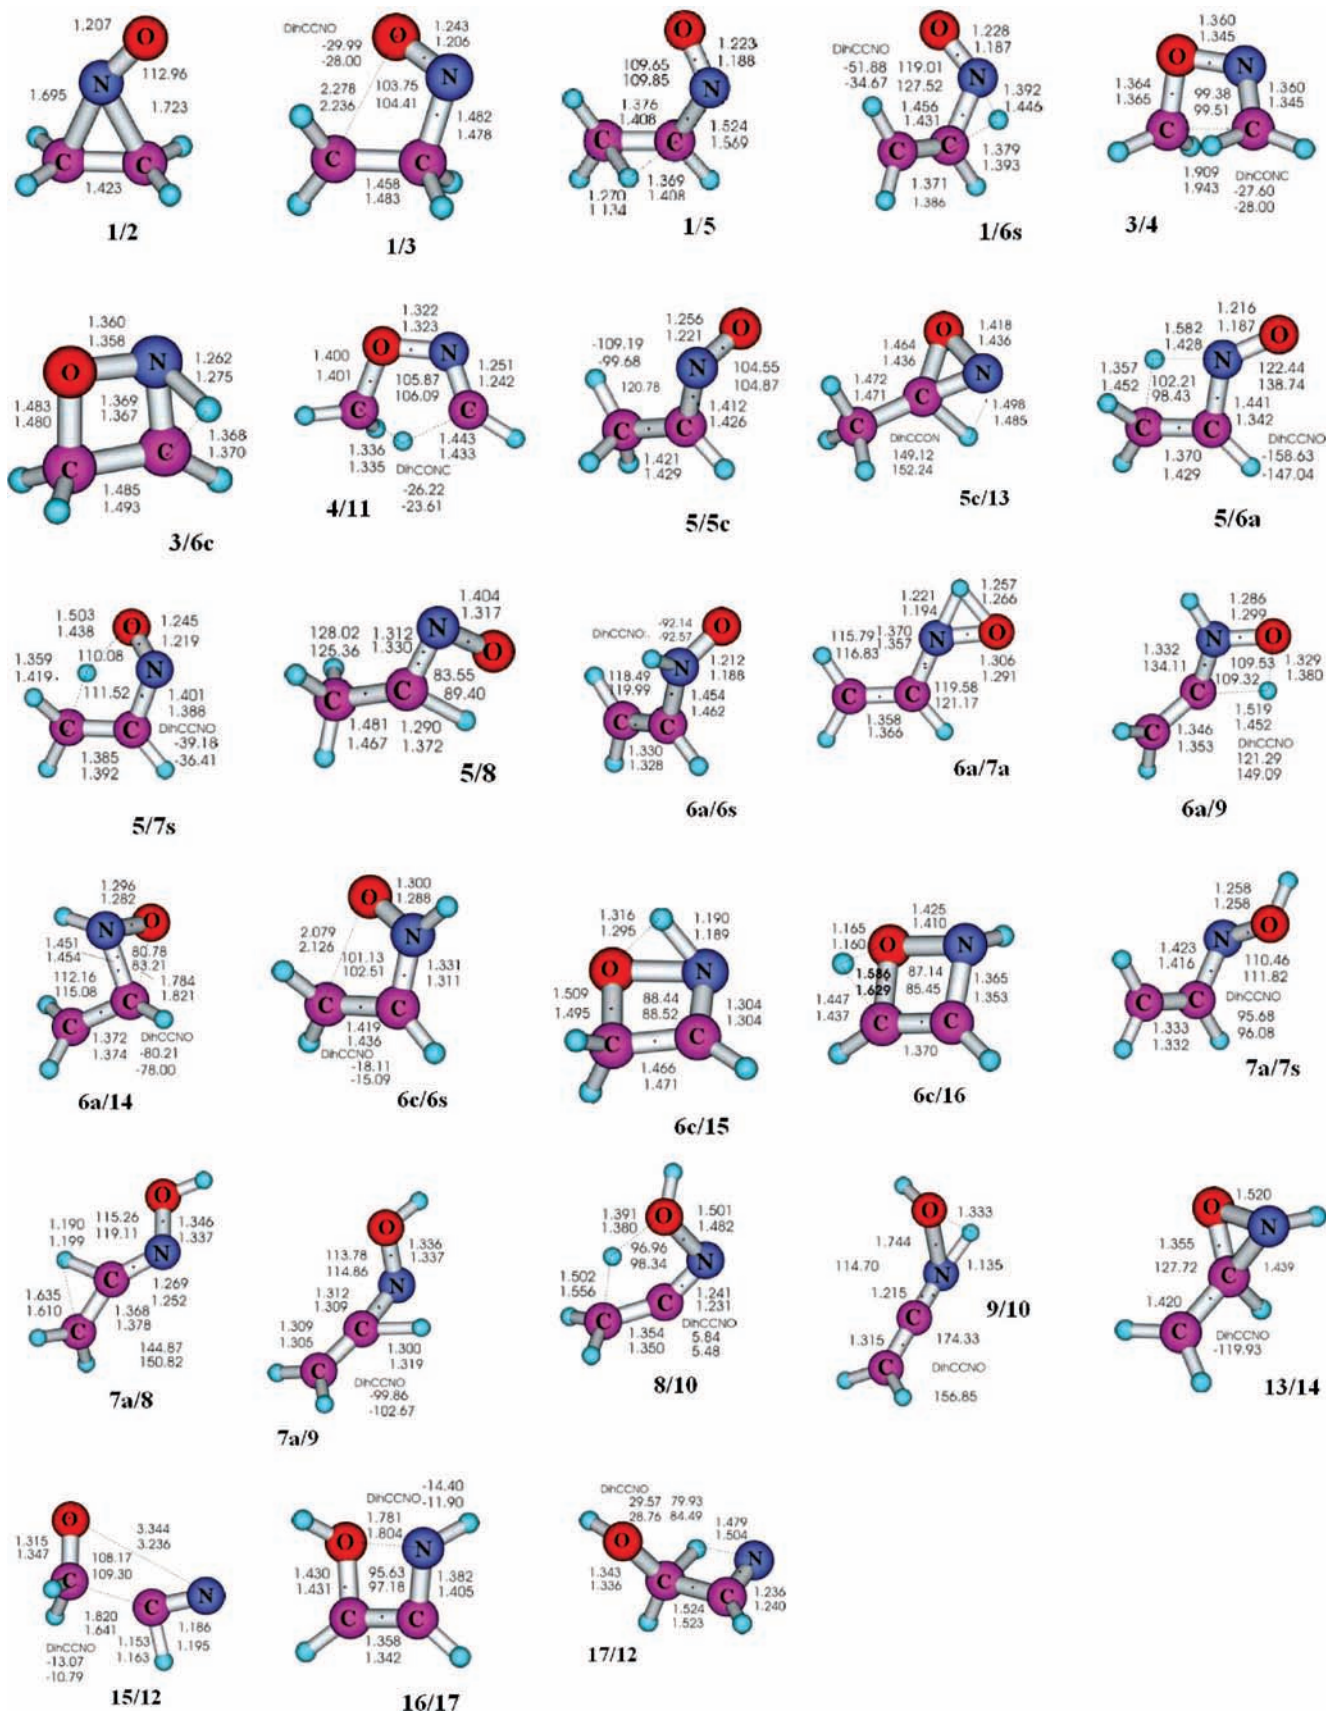 1.207
O
112.96
N
1.695
1.723
C
C
1.423
1/2
DihCCNO
-29.99
-28.00
O
1.243
1.206
N
2.278
2.236
103.75
104.41
1.482
1.478
C
C
1.458
1.483
1/3
O
1.223
1.188
109.65
109.85
N
1.376
1.408
C
C
1.524
1.569
1.270
1.134
1.369
1.408
1/5
DihCCNO
-51.88
-34.67
O
1.228
1.187
119.01
127.52
N
1.392
1.446
1.456
1.431
C
C
1.379
1.393
1.371
1.386
1/6s
1.360
1.345
O
N
1.364
1.365
99.38
99.51
1.360
1.345
C
C
1.909
1.943
DihCONC
-27.60
-28.00
3/4
1.360
1.358
O
N
1.262
1.275
1.483
1.480
1.369
1.367
1.368
1.370
C
C
1.485
1.493
3/6c
1.322
1.323
O
N
1.400
1.401
105.87
106.09
1.251
1.242
C
C
1.336
1.335
1.443
1.433
DihCONC
-26.22
-23.61
4/11
1.256
1.221
O
-109.19
-99.68
N
104.55
104.87
120.78
C
C
1.412
1.426
1.421
1.429
5/5c
O
1.418
1.436
1.464
1.436
N
1.472
1.471
C
C
1.498
1.485
DihCCON
149.12
152.24
5c/13
1.216
1.187
O
1.582
1.428
N
1.357
1.452
102.21
98.43
122.44
138.74
1.441
1.342
C
C
1.370
1.429
DihCCNO
-158.63
-147.04
5/6a
1.503
1.438
O
1.245
1.219
1.359
1.419
110.08
N
111.52
1.401
1.388
C
C
1.385
1.392
DihCCNO
-39.18
-36.41
5/7s
1.404
1.317
N
O
128.02
125.36
1.312
1.330
83.55
89.40
C
C
1.481
1.467
1.290
1.372
5/8
DihCCNO
-92.14
-92.57
O
N
1.212
1.188
118.49
119.99
1.454
1.462
C
C
1.330
1.328
6a/6s
1.221
1.194
1.257
1.266
115.79
116.83
1.370
1.357
N
O
1.306
1.291
C
C
119.58
121.17
1.358
1.366
6a/7a
1.286
1.299
N
O
1.332
134.11
109.53
109.32
1.329
1.380
C
1.519
1.452
C
1.346
1.353
DihCCNO
121.29
149.09
6a/9
1.296
1.282
N
O
1.451
1.454
80.78
83.21
112.16
115.08
1.784
1.821
C
C
1.372
1.374
DihCCNO
-80.21
-78.00
6a/14
O
1.300
1.288
2.079
2.126
N
101.13
102.51
1.331
1.311
C
C
1.419
1.436
DihCCNO
-18.11
-15.09
6c/6s
1.316
1.295
1.190
1.189
O
N
1.509
1.495
88.44
88.52
1.304
1.304
C
C
1.466
1.471
6c/15
1.425
1.410
1.165
1.160
O
N
1.586
1.629
87.14
85.45
1.365
1.353
1.447
1.437
C
C
1.370
6c/16
1.258
1.258
O
N
1.423
1.416
110.46
111.82
C
C
DihCCNO
95.68
96.08
1.333
1.332
7a/7s
O
115.26
119.11
1.346
1.337
1.190
1.199
N
C
1.269
1.252
1.635
1.610
1.368
1.378
C
144.87
150.82
7a/8
O
113.78
114.86
1.336
1.337
N
1.312
1.309
C
1.309
1.305
1.300
1.319
C
DihCCNO
-99.86
-102.67
7a/9
1.391
1.380
O
1.501
1.482
96.96
98.34
N
1.502
1.556
1.241
1.231
C
C
1.354
1.350
DihCCNO
5.84
5.48
8/10
O
1.333
1.744
114.70
N
1.135
1.215
C
9/10
1.315
174.33
C
DihCCNO
156.85
1.520
O
N
1.355
127.72
C
1.439
1.420
C
DihCCNO
-119.93
13/14
O
3.344
3.236
1.315
1.347
108.17
109.30
C
C
N
1.820
1.641
1.186
1.195
1.153
1.163
DihCCNO
-13.07
-10.79
15/12
-14.40
DihCCNO
-11.90
1.781
1.804
O
N
1.430
1.431
95.63
97.18
1.382
1.405
C
C
1.358
1.342
16/17
DihCCNO
29.57
28.76
79.93
84.49
1.479
1.504
O
N
1.343
1.336
C
C
1.236
1.240
1.524
1.523
17/12